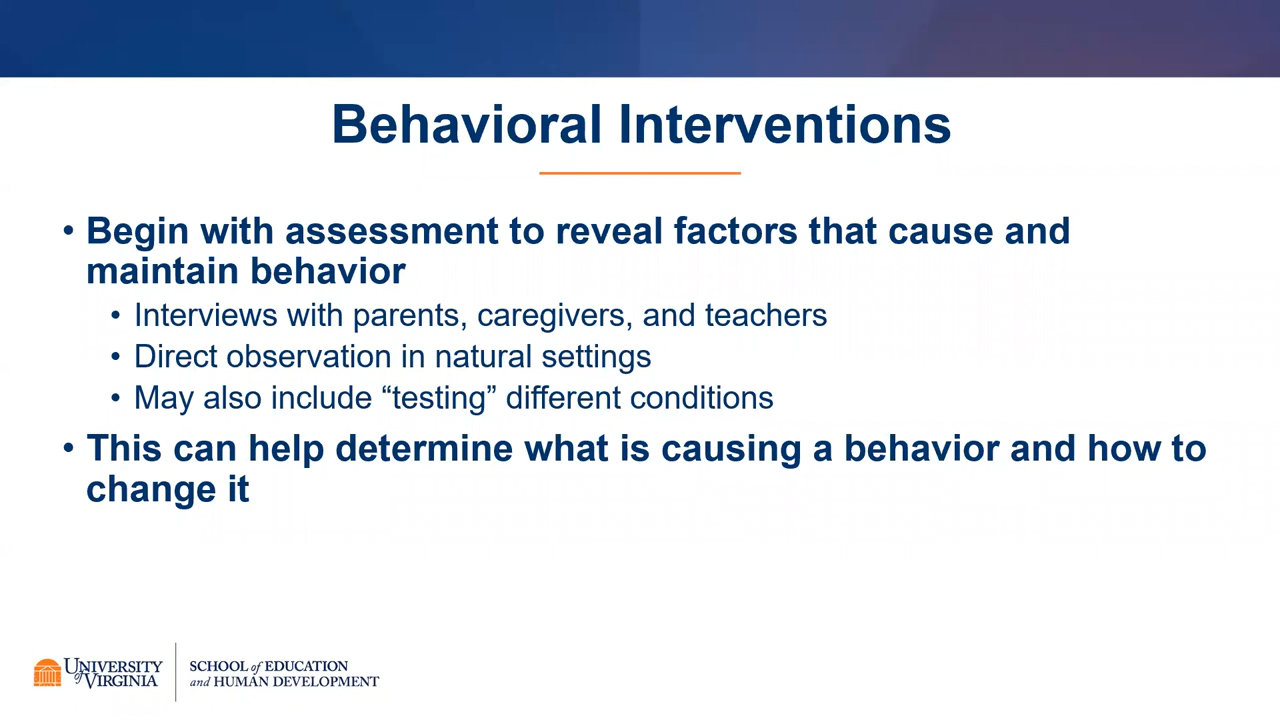 Behavioral Interventions
• Begin with assessment to reveal factors that cause and
maintain behavior
• Interviews with parents, caregivers, and teachers
• Direct observation in natural settings
• May also include “testing” different conditions
• This can help determine what is causing a behavior and how to
change it
UNIVERSITY
of VIRGINIA
SCHOOL of EDUCATION
and HUMAN DEVELOPMENT